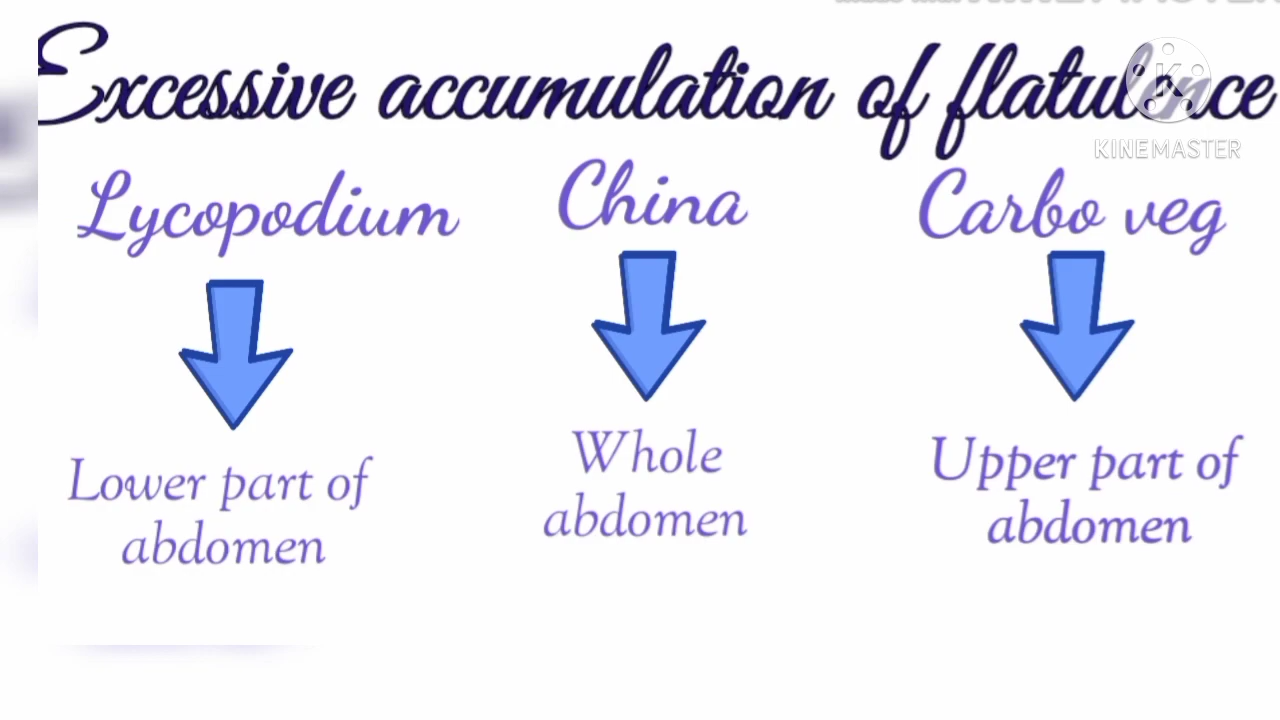 Excessive accumulation of flatulence
KINEMASTER
Lycopodium China Carbo veg
Lower part of
abdomen
Whole
abdomen
Upper part of
abdomen